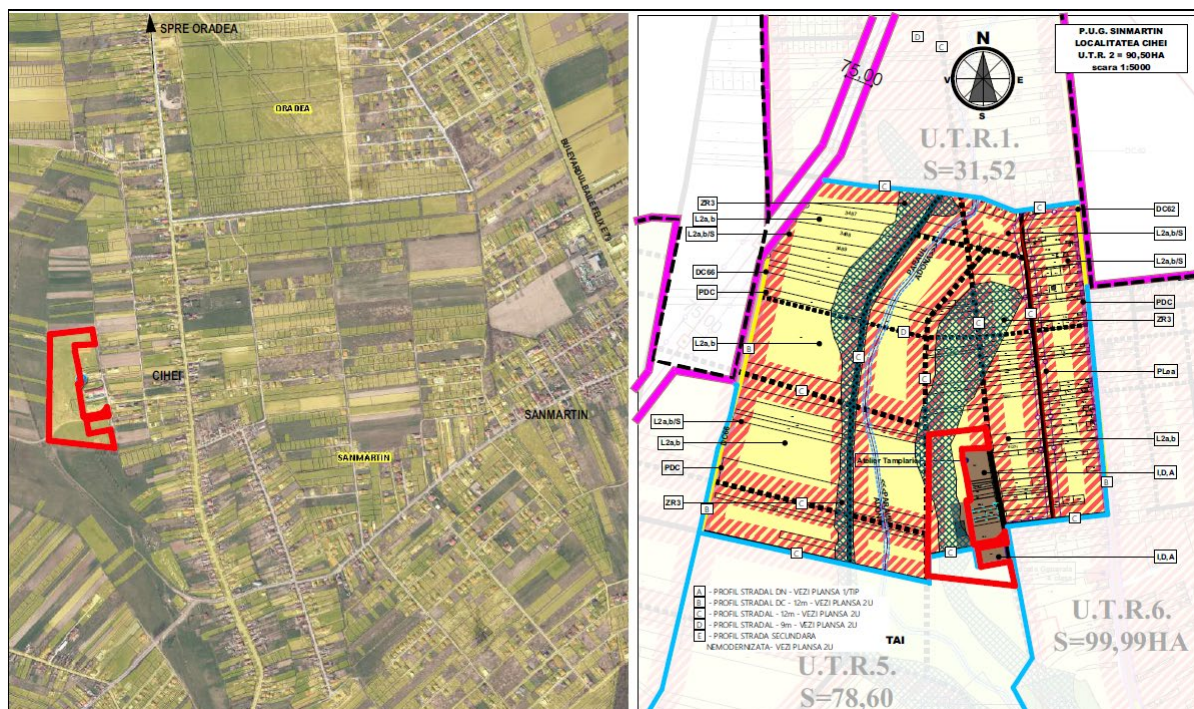 SPRE ORADEA
ORADEA
BULEVARDUL BAILE FELIX E79
CIHEI
SANMARTIN
SANMARTIN
P.U.G. SINMARTIN
LOCALITATEA CIHEI
U.T.R. 2 = 90,50HA
scara 1:5000
N
V
E
S
75.00
D
C
U.T.R.1.
S=31,52
ZR3
L2a,b
L2a,b/S
DC66
PDC
L2a,b
L2a,b/S
L2a,b
PDC
ZR3
DC62
L2a,b/S
L2a,b/S
PDC
ZR3
PLea
L2a,b
I,D,A
I,D,A
C
C
C
C
C
D
B
C
C
C
C
B
B
C
C
C
Atelier Tamplarie
A - PROFIL STRADAL DN - VEZI PLANSA 1/TIP
B - PROFIL STRADAL DC - 12m - VEZI PLANSA 2U
C - PROFIL STRADAL - 12m - VEZI PLANSA 2U
D - PROFIL STRADAL - 9m - VEZI PLANSA 2U
E - PROFIL STRADA SECUNDARA
NEMODERNIZATA- VEZI PLANSA 2U
TAI
U.T.R.5.
S=78,60
U.T.R.6.
S=99,99HA